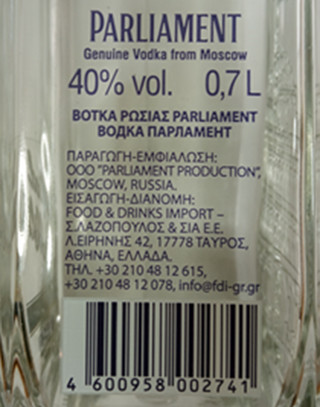 PARLIAMENT
Genuine Vodka from Moscow
40% vol. 0,7 L
ΒΟΤΚΑ ΡΩΣΙΑΣ PARLIAMENT
ВОДКА ПАРЛАМЕНТ
ΠΑΡΑΓΩΓΗ-ΕΜΦΙΑΛΩΣΗ:
OOO "PARLIAMENT PRODUCTION",
MOSCOW, RUSSIA.
ΕΙΣΑΓΩΓΗ-ΔΙΑΝΟΜΗ:
FOOD & DRINKS IMPORT –
Σ.ΛΑΖΟΠΟΥΛΟΣ & ΣΙΑ Ε.Ε.
Λ.ΕΙΡΗΝΗΣ 42, 17778 ΤΑΥΡΟΣ,
ΑΘΗΝΑ, ΕΛΛΑΔΑ.
ΤΗΛ. +30 210 48 12 615,
+30 210 48 12 078, info@fdi-gr.gr
4 600958 002741